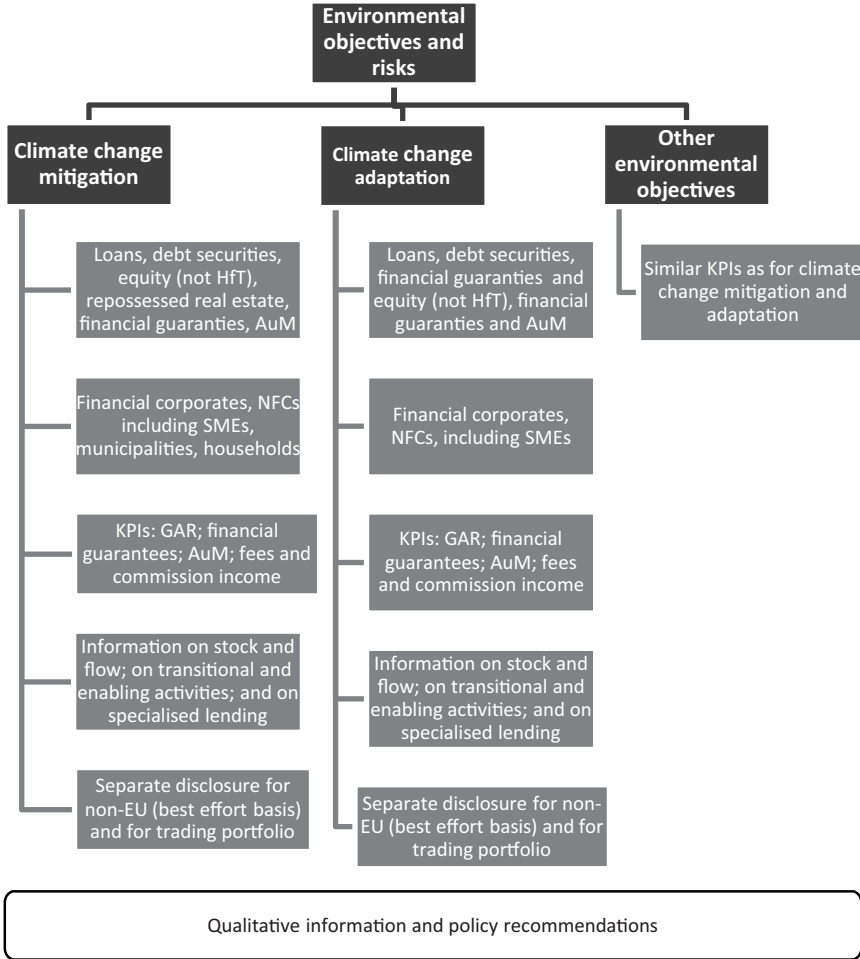 Environmental
objectives and
risks
Climate change
mitigation
Climate change
adaptation
Other
environmental
objectives
Loans, debt securities,
equity (not HfT),
repossessed real estate,
financial guaranties, AuM
Financial corporates, NFCs
including SMEs,
municipalities, households
KPIs: GAR; financial
guarantees; AuM; fees and
commission income
Information on stock and
flow; on transitional and
enabling activities; and on
specialised lending
Separate disclosure for
non-EU (best effort basis)
and for trading portfolio
Loans, debt securities,
financial guaranties and
equity (not HfT), financial
guaranties and AuM
Financial corporates,
NFCs, including SMEs
KPIs: GAR; financial
guarantees; AuM; fees
and commission income
Information on stock and
flow; on transitional and
enabling activities; and on
specialised lending
Separate disclosure for non-
EU (best effort basis) and for
trading portfolio
Similar KPIs as for climate
change mitigation and
adaptation
Qualitative information and policy recommendations